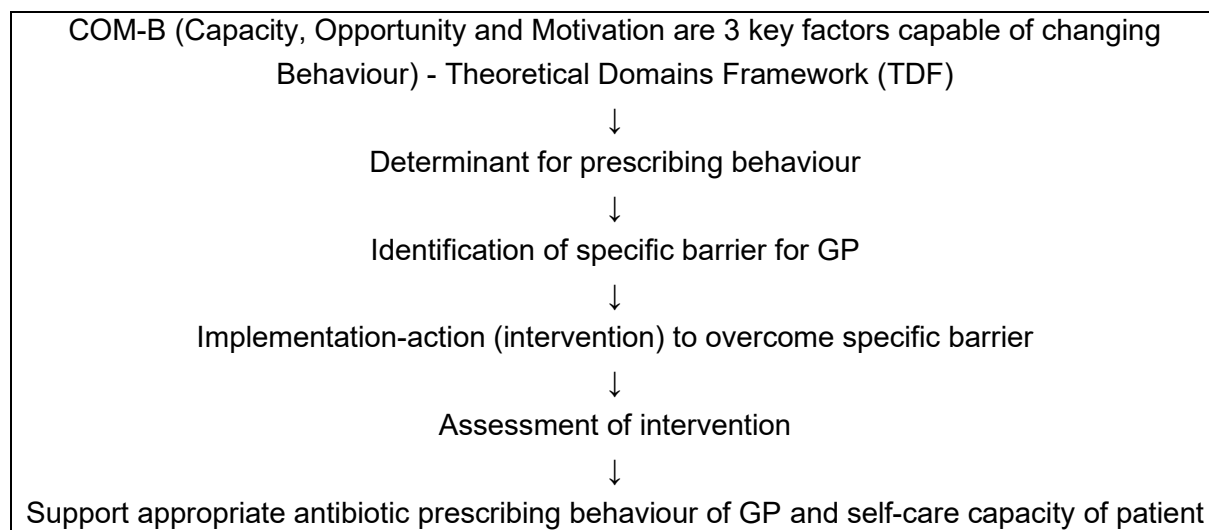 COM-B (Capacity, Opportunity and Motivation are 3 key factors capable of changing
Behaviour) - Theoretical Domains Framework (TDF)
↓
Determinant for prescribing behaviour
↓
Identification of specific barrier for GP
↓
Implementation-action (intervention) to overcome specific barrier
↓
Assessment of intervention
↓
Support appropriate antibiotic prescribing behaviour of GP and self-care capacity of patient